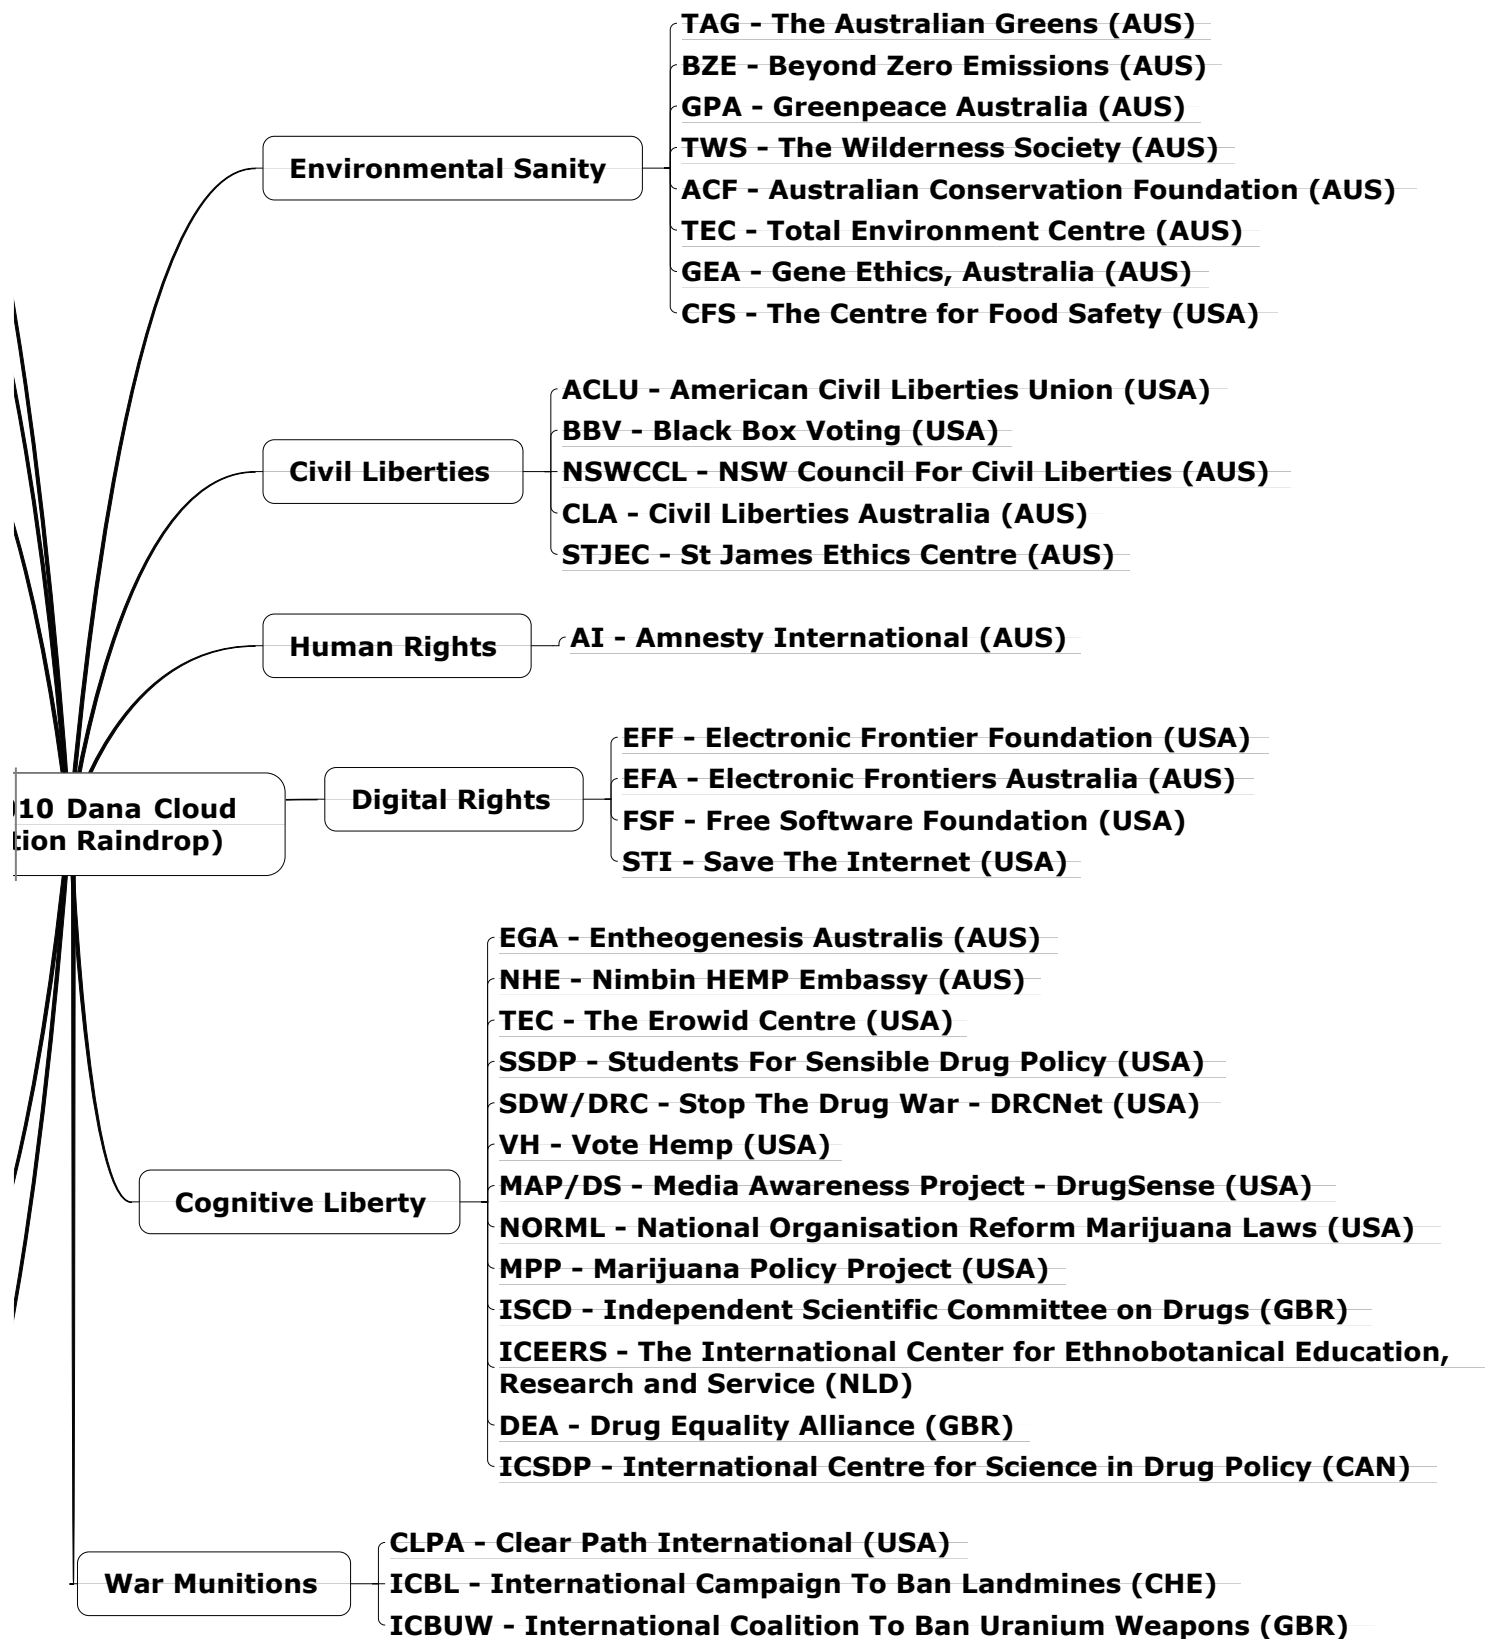 TAG - The Australian Greens (AUS)
BZE - Beyond Zero Emissions (AUS)
GPA - Greenpeace Australia (AUS)
TWS - The Wilderness Society (AUS)
Environmental Sanity
ACF - Australian Conservation Foundation (AUS)
TEC - Total Environment Centre (AUS)
GEA - Gene Ethics, Australia (AUS)
CFS - The Centre for Food Safety (USA)
ACLU - American Civil Liberties Union (USA)
BBV - Black Box Voting (USA)
Civil Liberties
NSWCCL - NSW Council For Civil Liberties (AUS)
CLA - Civil Liberties Australia (AUS)
STJEC - St James Ethics Centre (AUS)
Human Rights
AI - Amnesty International (AUS)
EFF - Electronic Frontier Foundation (USA)
EFA - Electronic Frontiers Australia (AUS)
Digital Rights
FSF - Free Software Foundation (USA)
STI - Save The Internet (USA)
10 Dana Cloud
tion Raindrop)
EGA - Entheogenesis Australis (AUS)
NHE - Nimbin HEMP Embassy (AUS)
TEC - The Erowid Centre (USA)
SSDP - Students For Sensible Drug Policy (USA)
SDW/DRC - Stop The Drug War - DRCNet (USA)
VH - Vote Hemp (USA)
MAP/DS - Media Awareness Project - DrugSense (USA)
Cognitive Liberty
NORML - National Organisation Reform Marijuana Laws (USA)
MPP - Marijuana Policy Project (USA)
ISCD - Independent Scientific Committee on Drugs (GBR)
ICEERS - The International Center for Ethnobotanical Education,
Research and Service (NLD)
DEA - Drug Equality Alliance (GBR)
ICSDP - International Centre for Science in Drug Policy (CAN)
CLPA - Clear Path International (USA)
War Munitions
ICBL - International Campaign To Ban Landmines (CHE)
ICBUW - International Coalition To Ban Uranium Weapons (GBR)